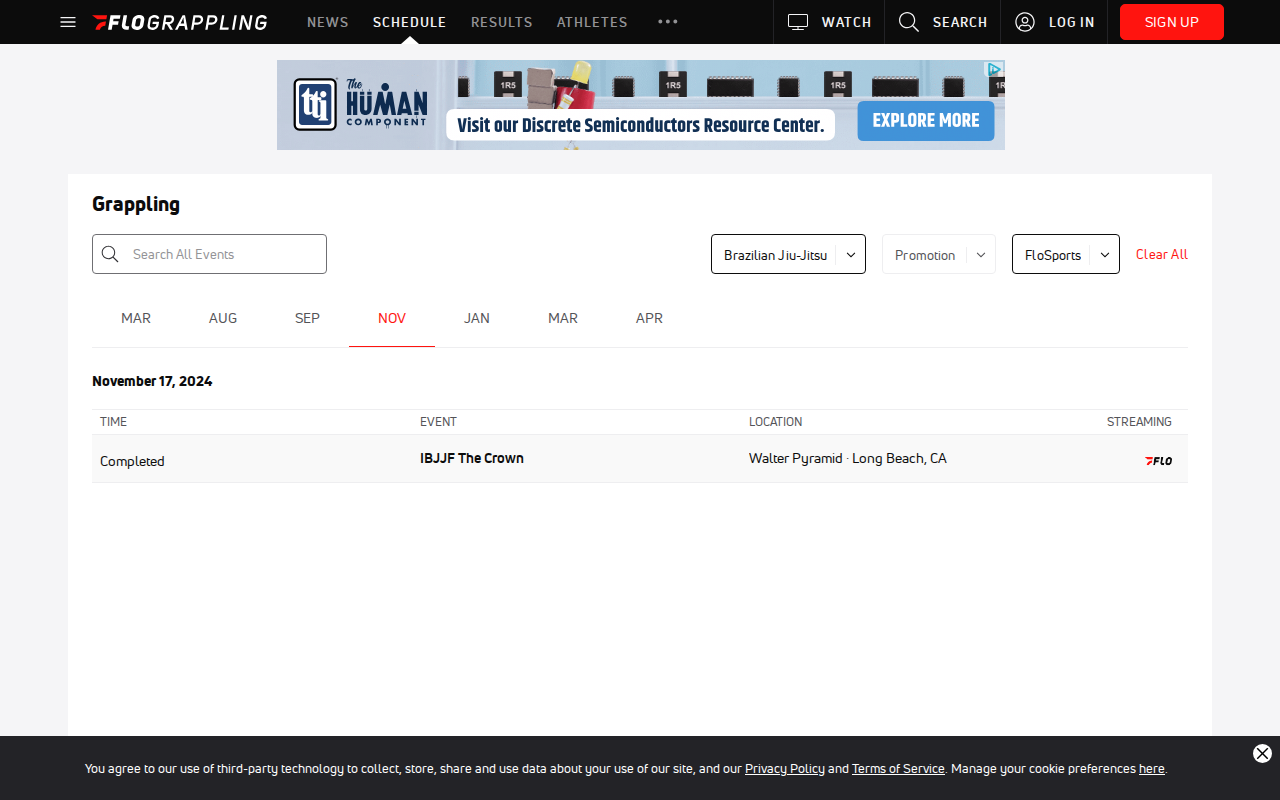 FLOGRAPPLING
NEWS
SCHEDULE
RESULTS
ATHLETES
WATCH
SEARCH
LOG IN
SIGN UP
tti
The
HUMAN
COMPONENT
1R5
1R5
1R5
1R5
Visit our Discrete Semiconductors Resource Center.
EXPLORE MORE
Grappling
Search All Events
Brazilian Jiu-Jitsu
Promotion
FloSports
Clear All
MAR
AUG
SEP
NOV
JAN
MAR
APR
November 17, 2024
TIME
EVENT
LOCATION
STREAMING
Completed
IBJJF The Crown
Walter Pyramid · Long Beach, CA
FLO
You agree to our use of third-party technology to collect, store, share and use data about your use of our site, and our Privacy Policy and Terms of Service. Manage your cookie preferences here.